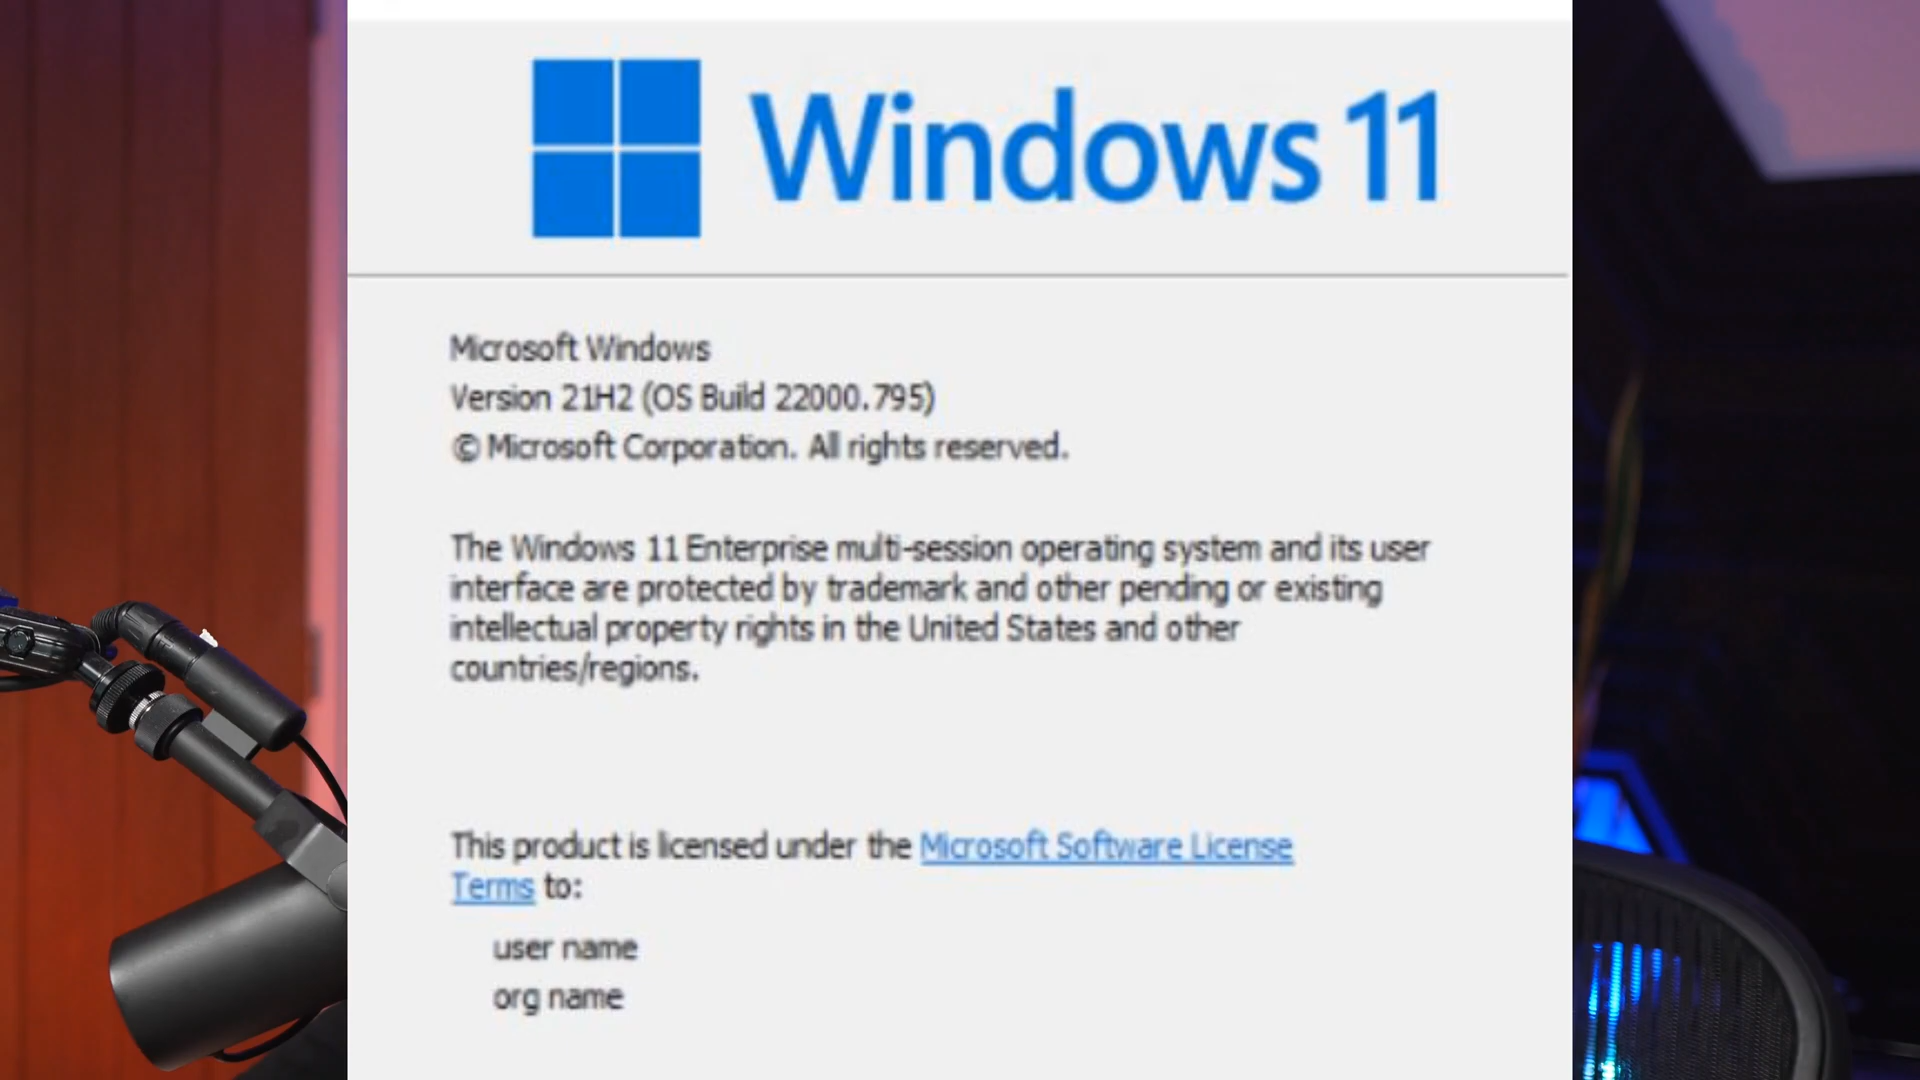 Windows 11
Microsoft Windows
Version 21H2 (OS Build 22000.795)
© Microsoft Corporation. All rights reserved.
The Windows 11 Enterprise multi-session operating system and its user
interface are protected by trademark and other pending or existing
intellectual property rights in the United States and other
countries/regions.
This product is licensed under the Microsoft Software License
Terms to:
user name
org name